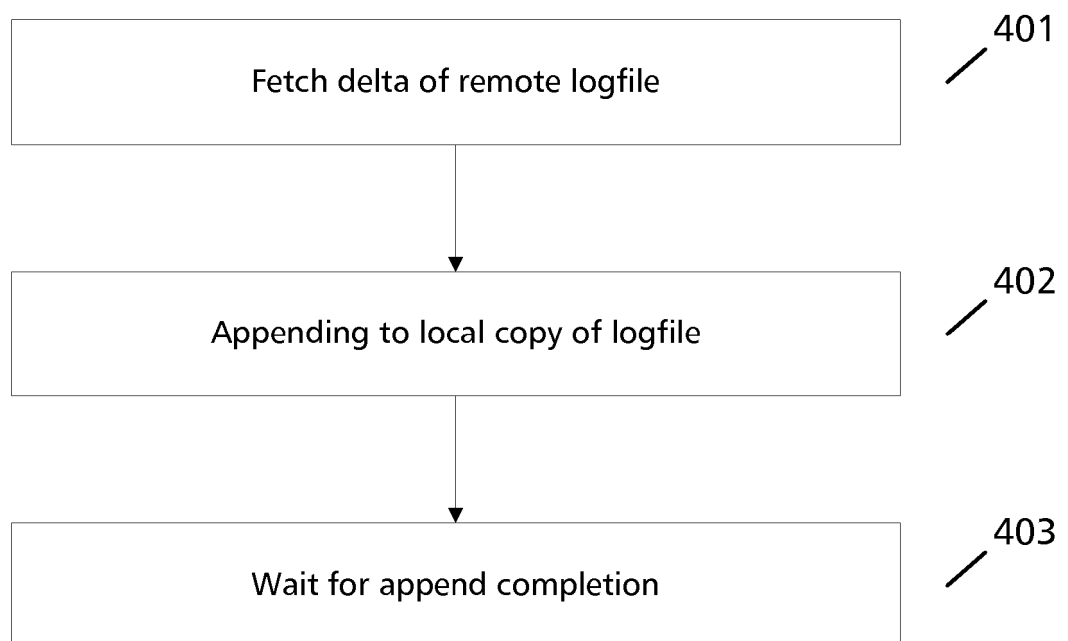 401
Fetch delta of remote logfile
402
Appending to local copy of logfile
403
Wait for append completion